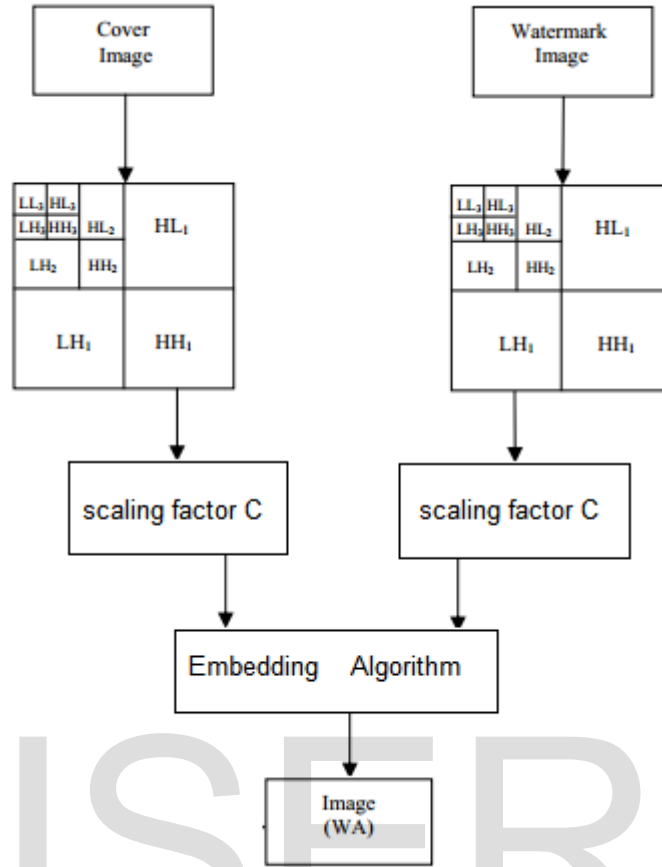 Cover
Image
Watermark
Image
LL₃ HL₃
LH₃ HH₃ HL₂
HL₁
LH₂ HH₂
LH₁ HH₁
LL₃ HL₃
LH₃ HH₃ HL₂
HL₁
LH₂ HH₂
LH₁ HH₁
scaling factor C
scaling factor C
Embedding Algorithm
Image
(WA)
IJSER